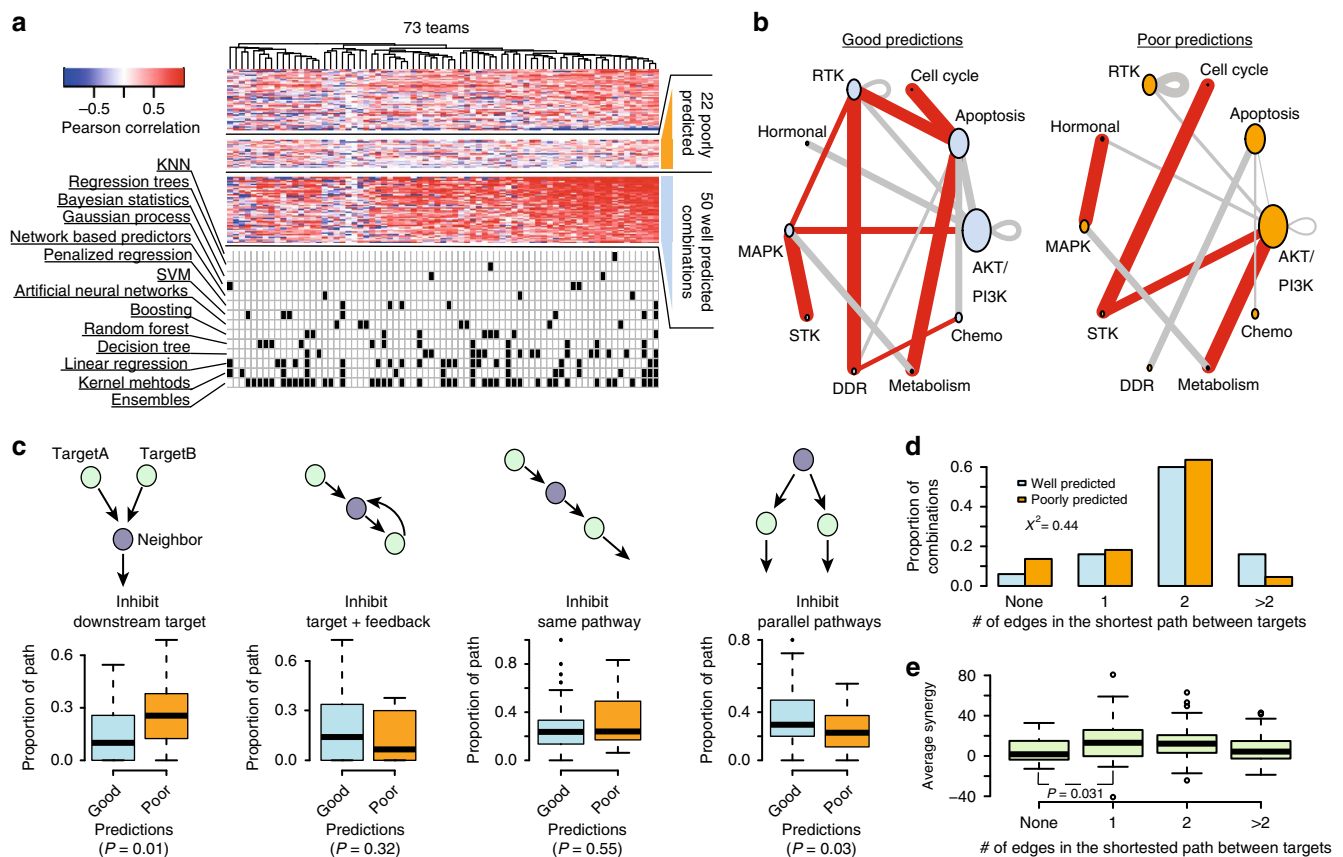 a
73 teams
−0.5
0.5
Pearson correlation
22 poorly
predicted
50 well predicted
combinations
KNN
Regression trees
Bayesian statistics
Gaussian process
Network based predictors
Penalized regression
SVM
Artificial neural networks
Boosting
Random forest
Decision tree
Linear regression
Kernel mehtods
Ensembles
b
Good predictions
RTK
Cell cycle
Apoptosis
Hormonal
MAPK
AKT/
PI3K
STK
Chemo
DDR
Metabolism
Poor predictions
RTK
Cell cycle
Apoptosis
Hormonal
MAPK
AKT/
PI3K
STK
Chemo
DDR
Metabolism
c
TargetA
TargetB
Neighbor
Inhibit
downstream target
Proportion of path
0.6
0.3
0.0
Good
Poor
Predictions
(P = 0.01)
Inhibit
target + feedback
Proportion of path
0.6
0.3
0.0
Good
Poor
Predictions
(P = 0.32)
Inhibit
same pathway
Proportion of path
0.8
0.4
0.0
Good
Poor
Predictions
(P = 0.55)
Inhibit
parallel pathways
Proportion of path
0.8
0.4
0.0
Good
Poor
Predictions
(P = 0.03)
d
Proportion of
combinations
0.6
0.4
0.2
0.0
Well predicted
Poorly predicted
X²= 0.44
None
1
2
>2
# of edges in the shortest path between targets
e
Average synergy
80
40
0
−40
P = 0.031
None
1
2
>2
# of edges in the shortested path between targets